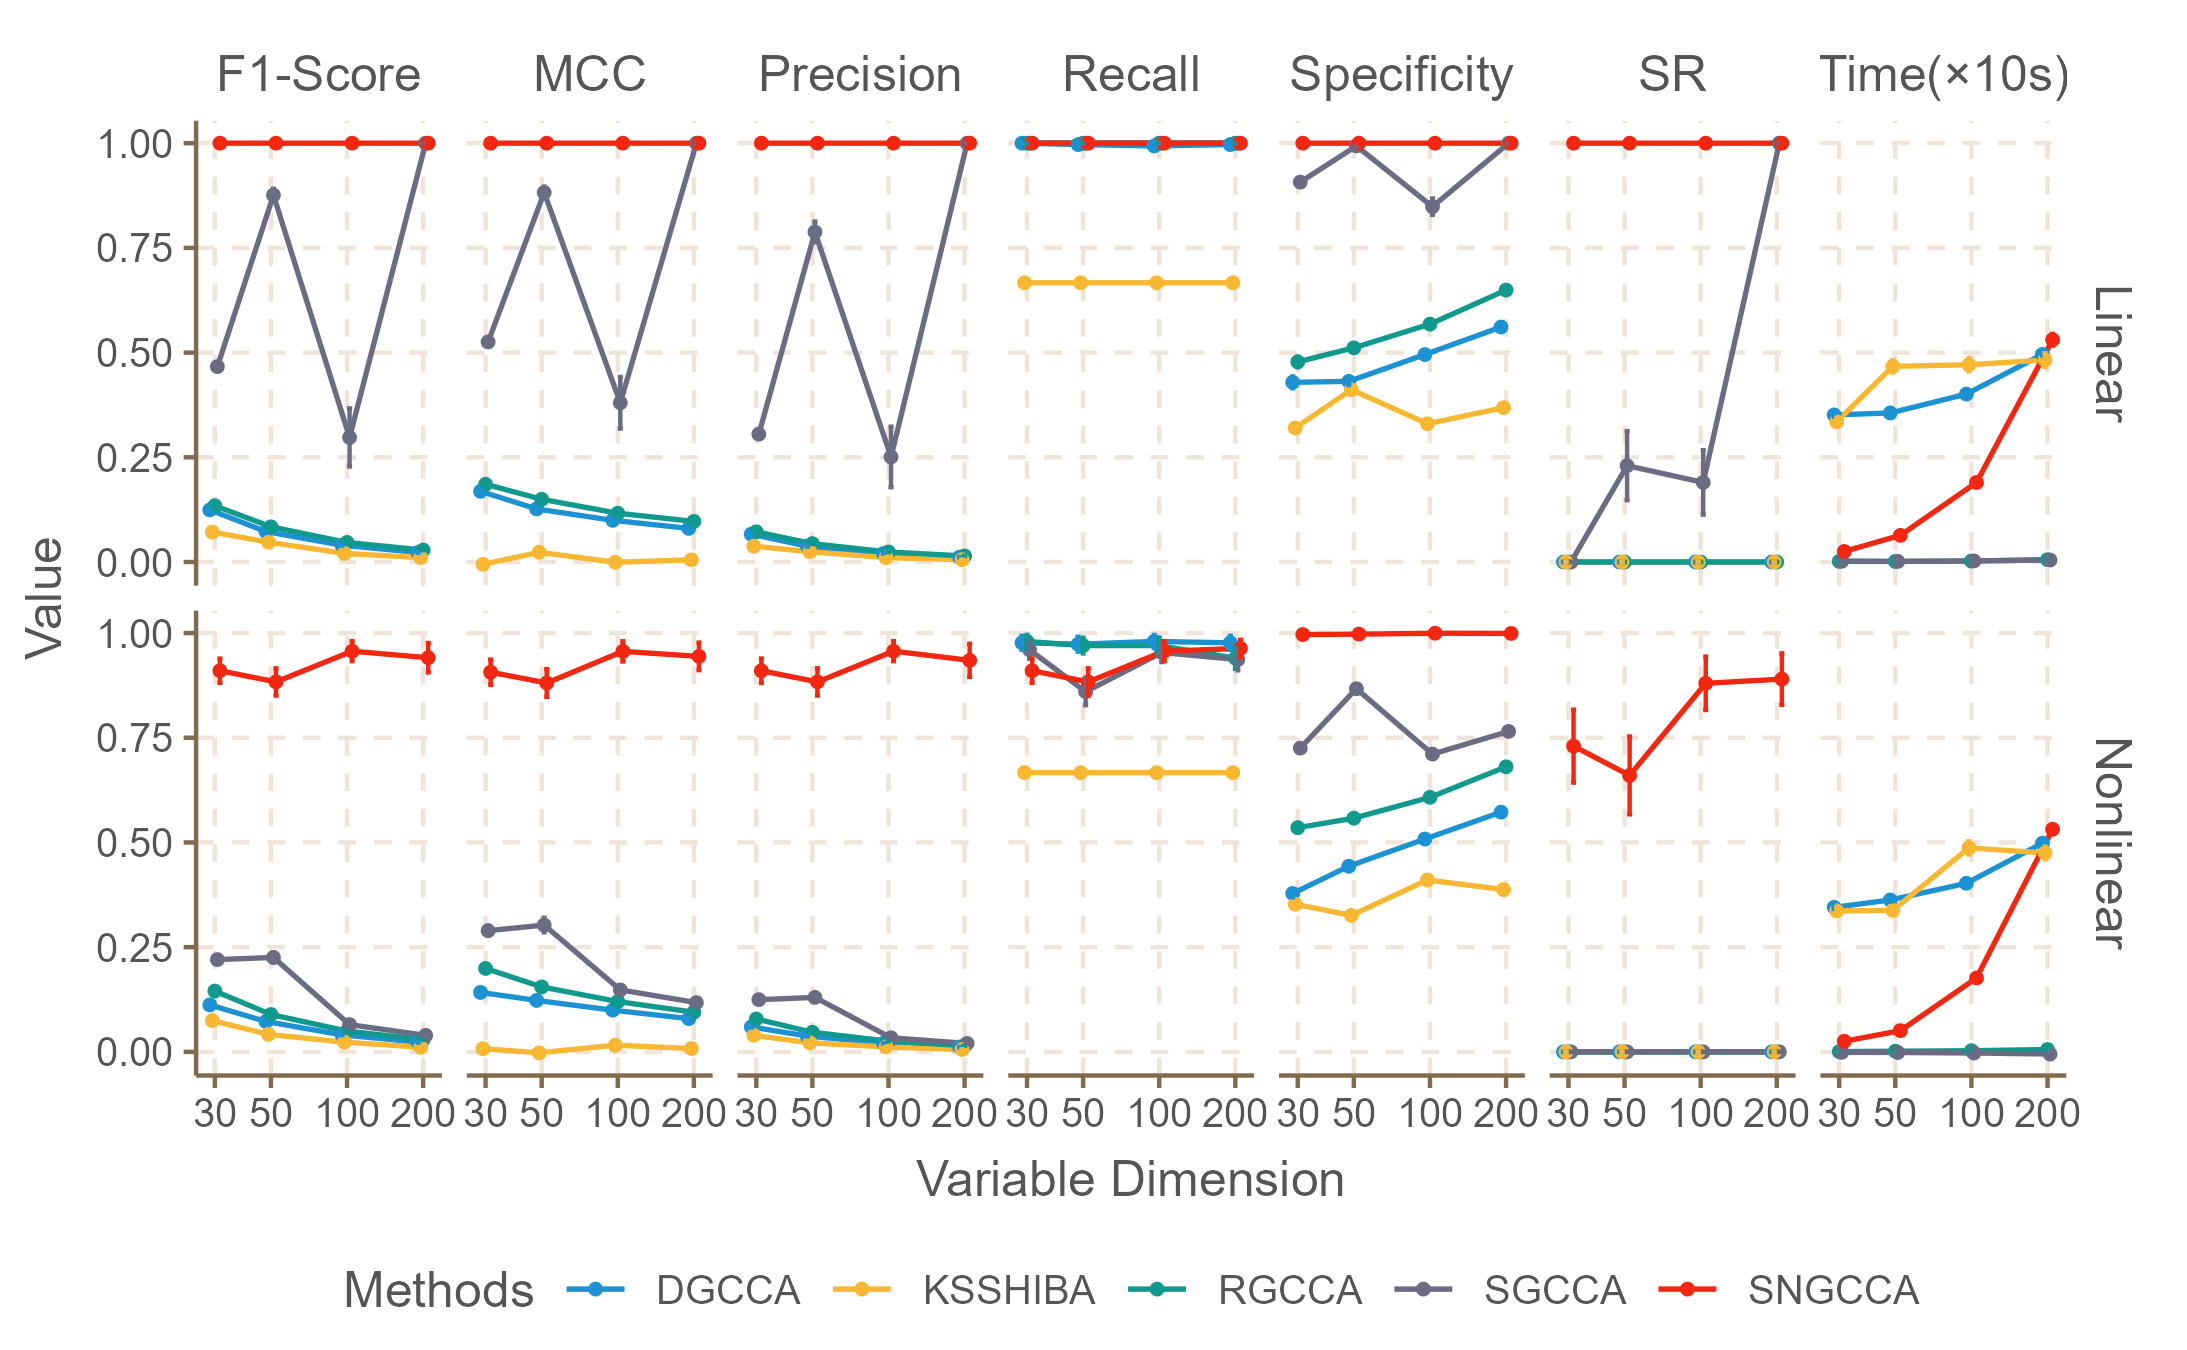 F1-Score MCC Precision Recall Specificity SR Time(×10s)
1.00
0.75
0.50
0.25
0.00
Linear
Value
1.00
0.75
0.50
0.25
0.00
Nonlinear
30 50 100 200 30 50 100 200 30 50 100 200 30 50 100 200 30 50 100 200 30 50 100 200 30 50 100 200
Variable Dimension
Methods DGCCA KSSHIBA RGCCA SGCCA SNGCCA